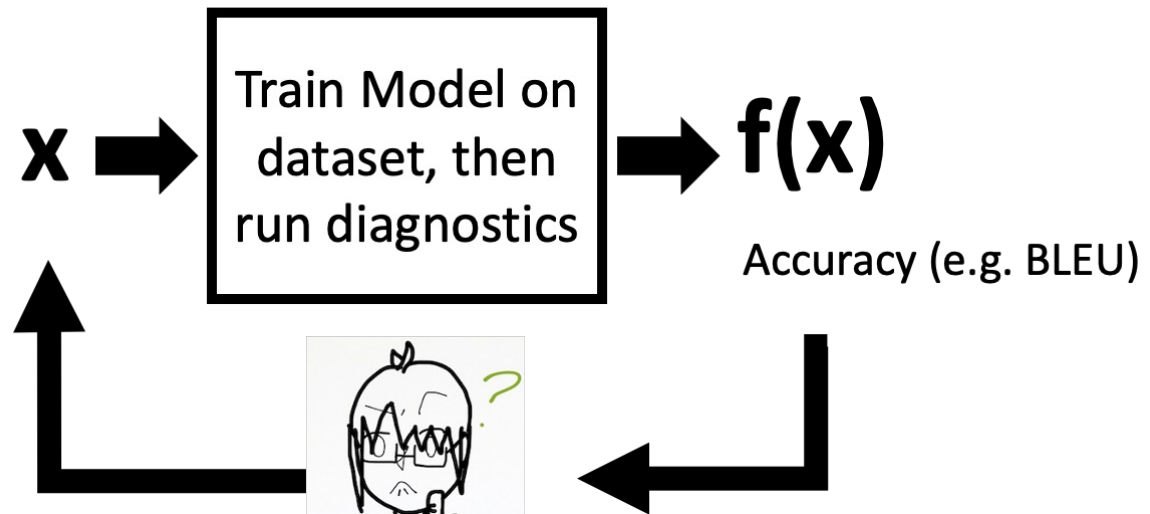 x
Train Model on
dataset, then
run diagnostics
f(x)
Accuracy (e.g. BLEU)
?